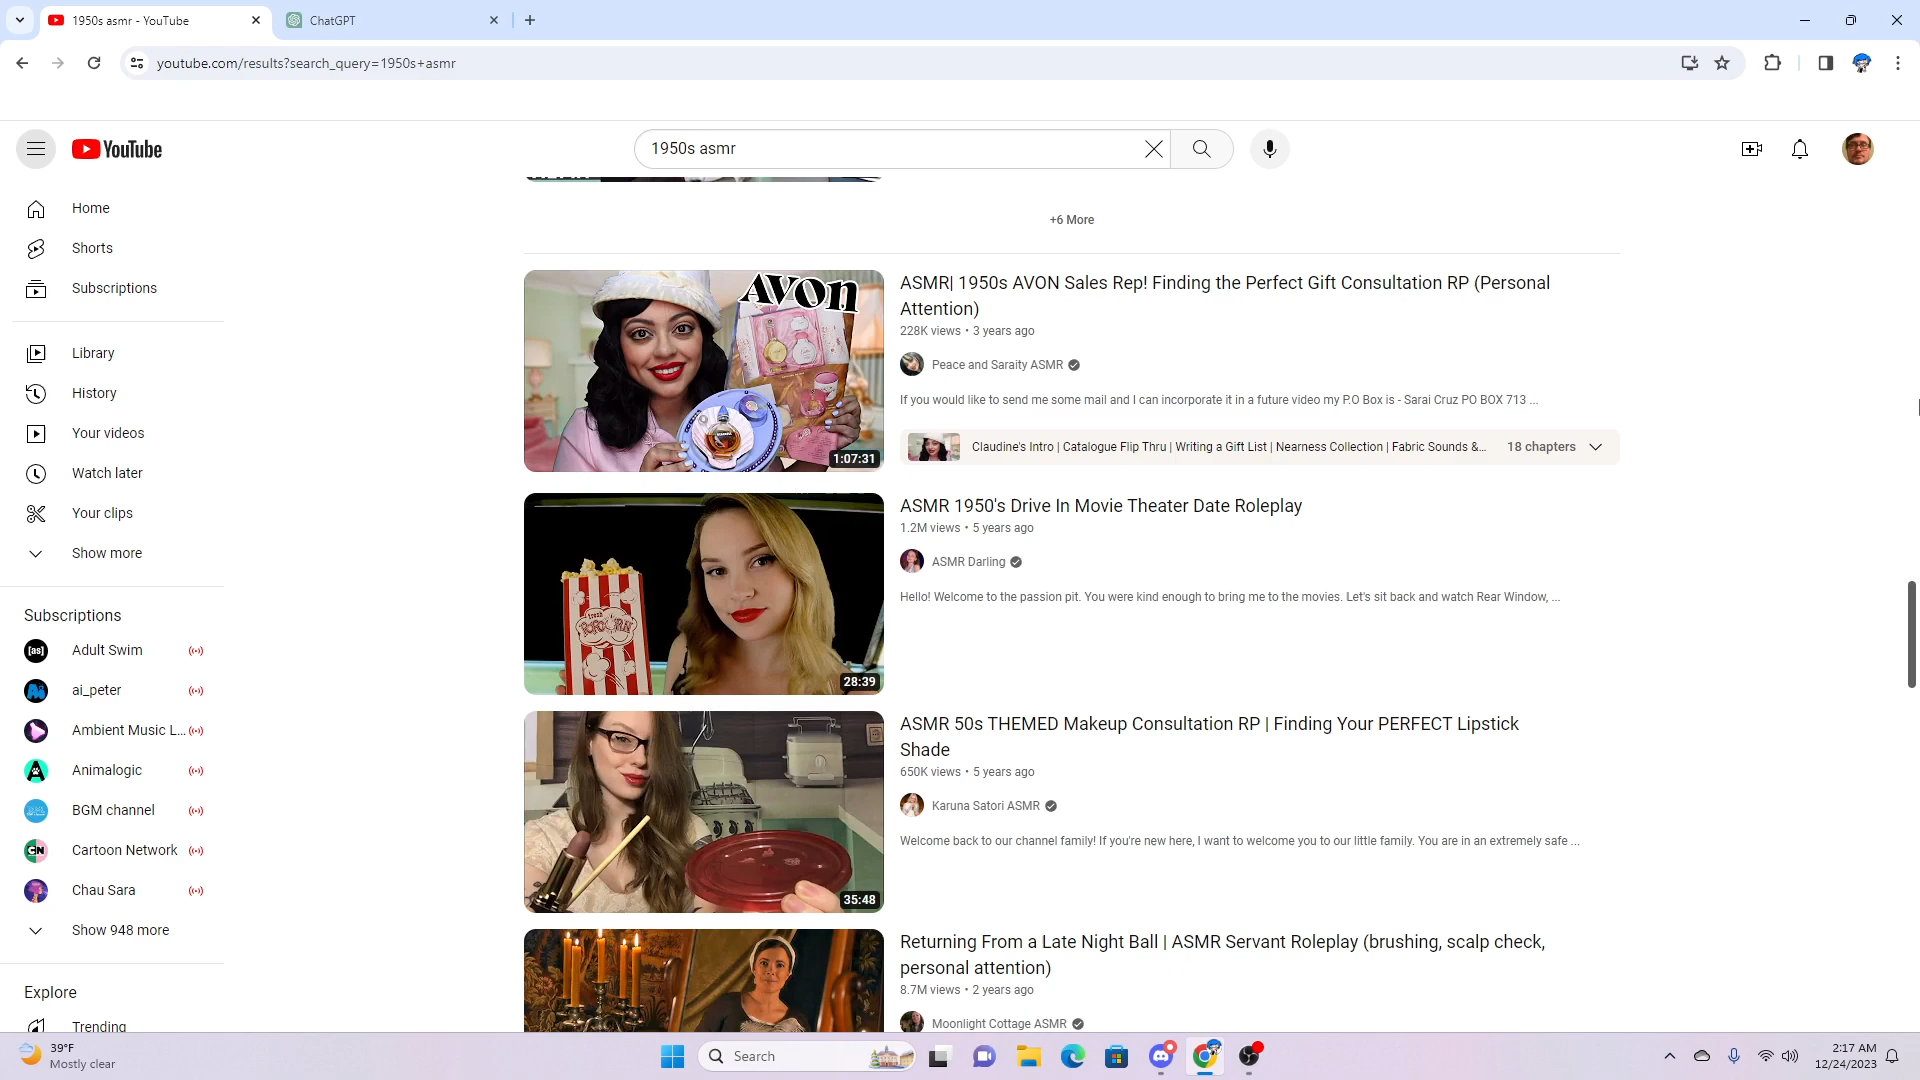 1950s asmr - YouTube
ChatGPT
youtube.com/results?search_query=1950s+asmr
YouTube
1950s asmr
Home
Shorts
Subscriptions
Library
History
Your videos
Watch later
Your clips
Show more
Subscriptions
[as]
Adult Swim
ai_peter
Ambient Music L...
Animalogic
BGM channel
CN
Cartoon Network
Chau Sara
Show 948 more
Explore
Trending
+6 More
AVON
1:07:31
ASMR| 1950s AVON Sales Rep! Finding the Perfect Gift Consultation RP (Personal
Attention)
228K views • 3 years ago
Peace and Saraity ASMR
If you would like to send me some mail and I can incorporate it in a future video my P.O Box is - Sarai Cruz PO BOX 713 ...
Claudine's Intro | Catalogue Flip Thru | Writing a Gift List | Nearness Collection | Fabric Sounds &...
18 chapters
fresh
POPCORN
28:39
ASMR 1950's Drive In Movie Theater Date Roleplay
1.2M views • 5 years ago
ASMR Darling
Hello! Welcome to the passion pit. You were kind enough to bring me to the movies. Let's sit back and watch Rear Window, ...
35:48
ASMR 50s THEMED Makeup Consultation RP | Finding Your PERFECT Lipstick
Shade
650K views • 5 years ago
Karuna Satori ASMR
Welcome back to our channel family! If you're new here, I want to welcome you to our little family. You are in an extremely safe ...
Returning From a Late Night Ball | ASMR Servant Roleplay (brushing, scalp check,
personal attention)
8.7M views • 2 years ago
Moonlight Cottage ASMR
39°F
Mostly clear
Search
2:17 AM
12/24/2023